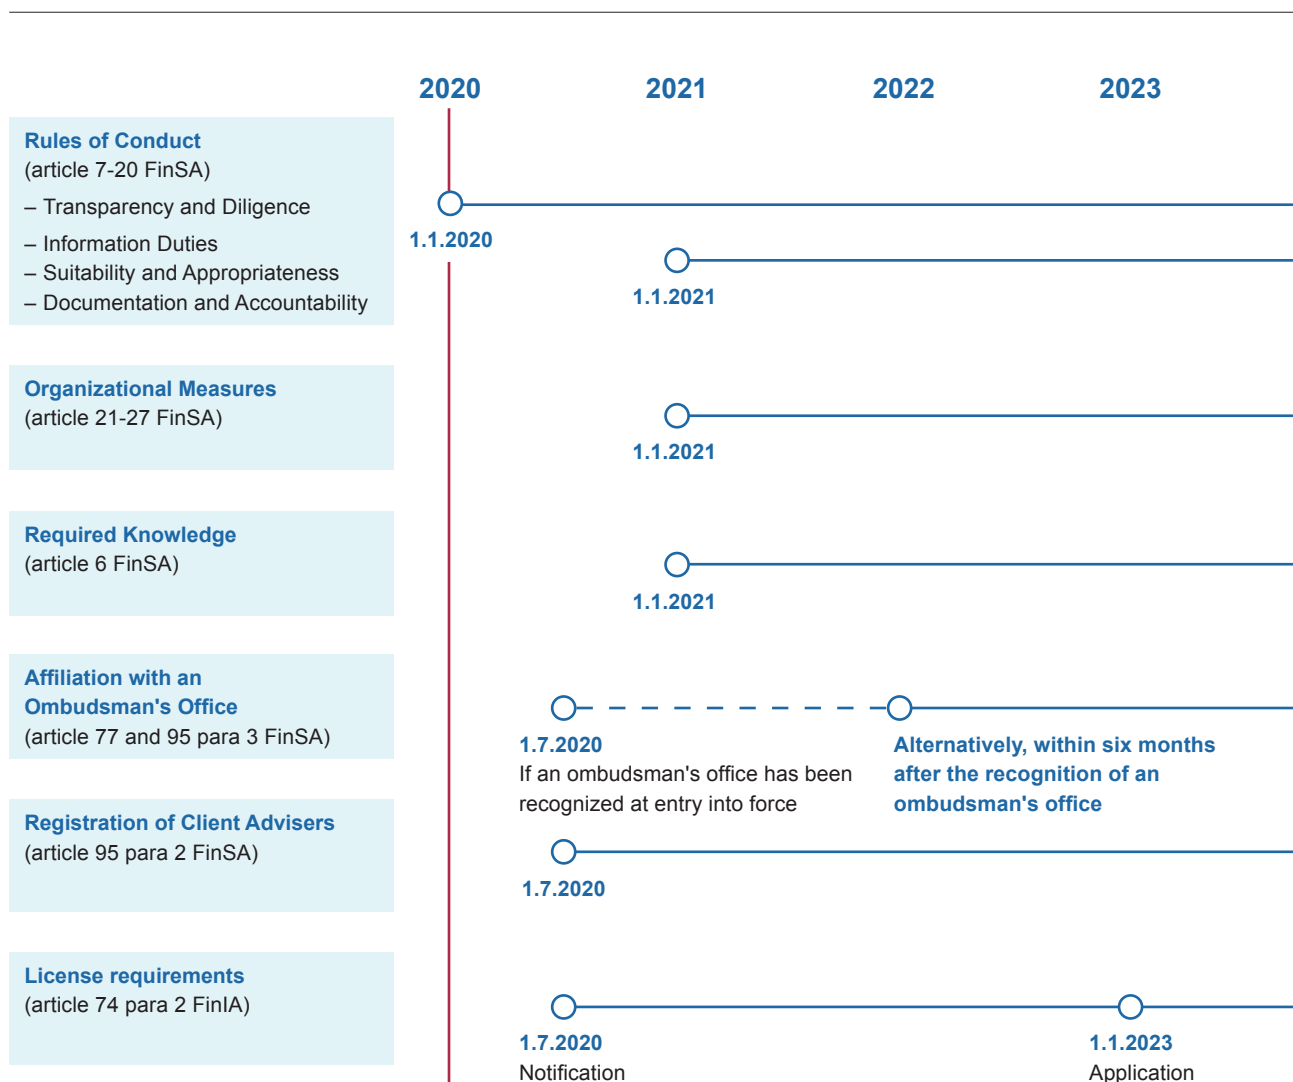 2020 2021 2022 2023
Rules of Conduct
(article 7-20 FinSA)
– Transparency and Diligence
– Information Duties
– Suitability and Appropriateness
– Documentation and Accountability
1.1.2020
1.1.2021
Organizational Measures
(article 21-27 FinSA)
1.1.2021
Required Knowledge
(article 6 FinSA)
1.1.2021
Affiliation with an
Ombudsman's Office
(article 77 and 95 para 3 FinSA)
1.7.2020
If an ombudsman's office has been
recognized at entry into force
Alternatively, within six months
after the recognition of an
ombudsman's office
Registration of Client Advisers
(article 95 para 2 FinSA)
1.7.2020
License requirements
(article 74 para 2 FinIA)
1.7.2020
Notification
1.1.2023
Application